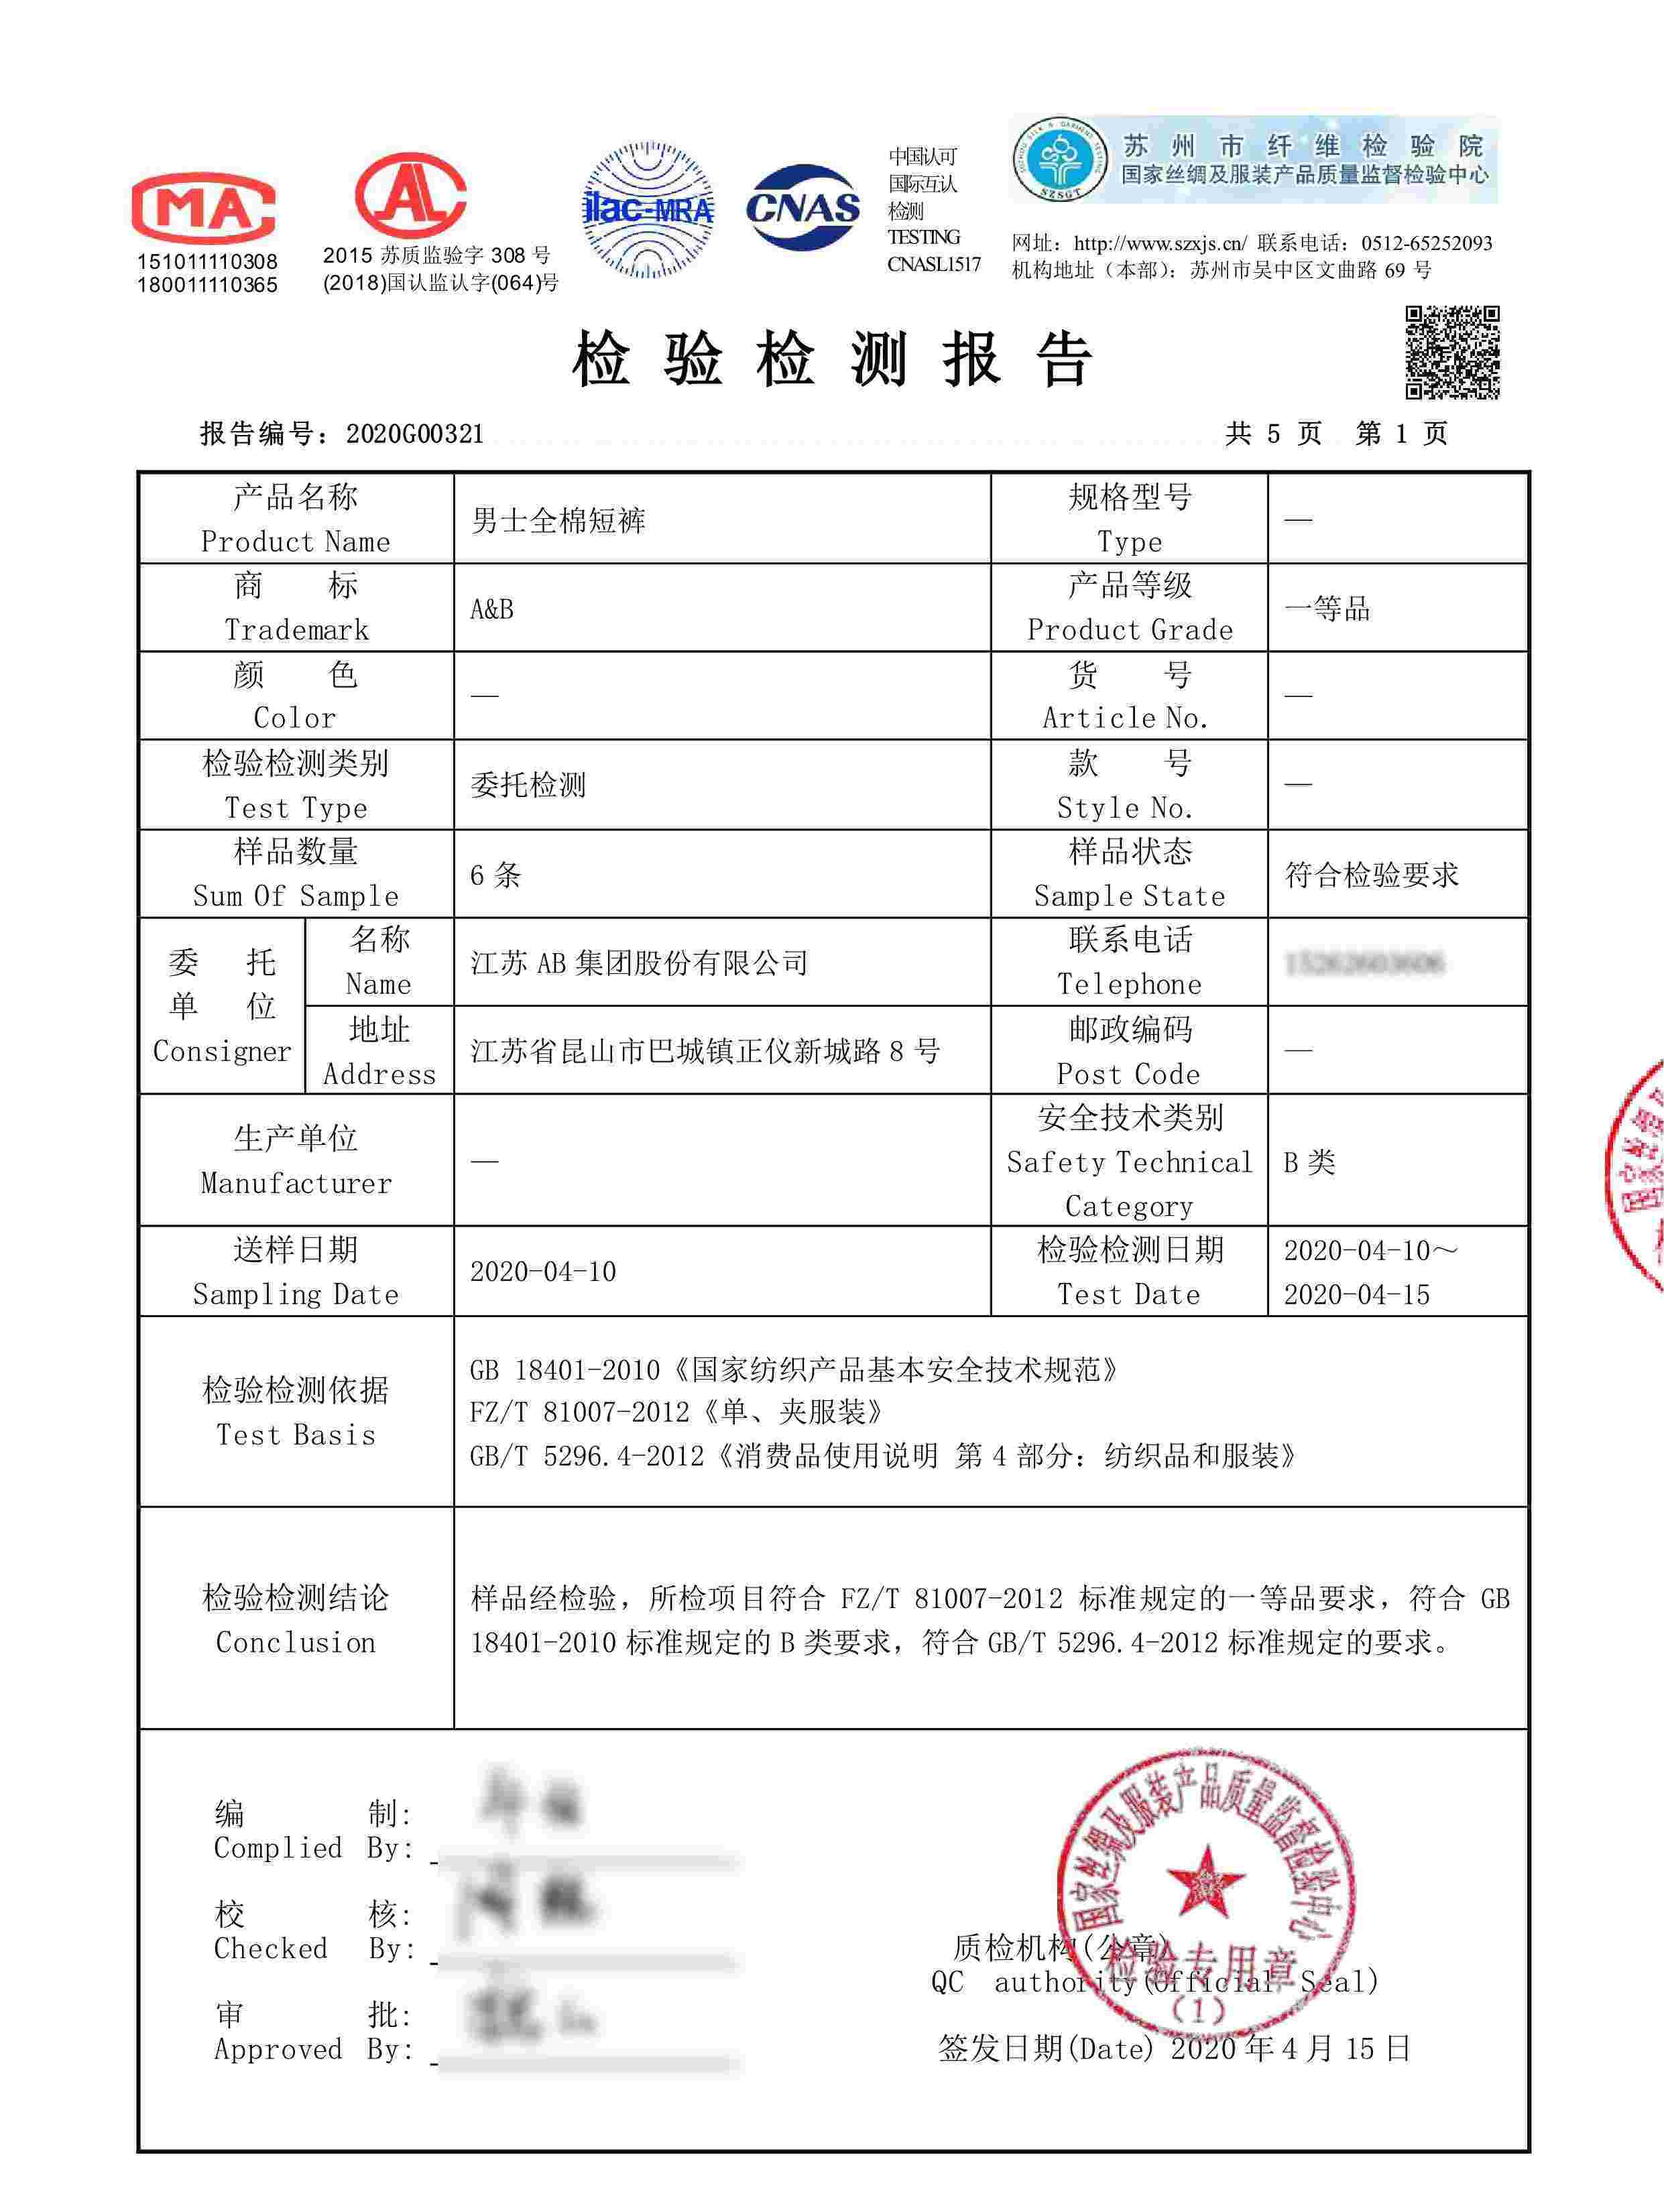 MA
151011110308
180011110365
AL
2015 苏质监验字 308 号
(2018)国认监认字(064)号
ilac-MRA
CNAS
中国认可
国际互认
检测
TESTING
CNASL1517
SUZHOU SILK & GARMENT TESTING
SZSGT
苏州市纤维检验院
国家丝绸及服装产品质量监督检验中心
网址：http://www.szxjs.cn/ 联系电话：0512-65252093
机构地址（本部）：苏州市吴中区文曲路 69 号
检验检测报告
报告编号：2020G00321 共 5 页 第 1 页
产品名称
Product Name
男士全棉短裤
规格型号
Type
—
商 标
Trademark
A&B
产品等级
Product Grade
一等品
颜 色
Color
—
货 号
Article No.
—
检验检测类别
Test Type
委托检测
款 号
Style No.
—
样品数量
Sum Of Sample
6 条
样品状态
Sample State
符合检验要求
委 托
单 位
Consigner
名称
Name
江苏 AB 集团股份有限公司
联系电话
Telephone
地址
Address
江苏省昆山市巴城镇正仪新城路 8 号
邮政编码
Post Code
—
生产单位
Manufacturer
—
安全技术类别
Safety Technical
Category
B 类
送样日期
Sampling Date
2020-04-10
检验检测日期
Test Date
2020-04-10～
2020-04-15
检验检测依据
Test Basis
GB 18401-2010《国家纺织产品基本安全技术规范》
FZ/T 81007-2012《单、夹服装》
GB/T 5296.4-2012《消费品使用说明 第 4 部分：纺织品和服装》
检验检测结论
Conclusion
样品经检验，所检项目符合 FZ/T 81007-2012 标准规定的一等品要求，符合 GB
18401-2010 标准规定的 B 类要求，符合 GB/T 5296.4-2012 标准规定的要求。
编 制:
Complied By:
校 核:
Checked By:
审 批:
Approved By:
国家丝绸及服装产品质量监督检验中心
检验专用章
(1)
质检机构(公章)
QC authority(Official Seal)
签发日期(Date) 2020 年 4 月 15 日